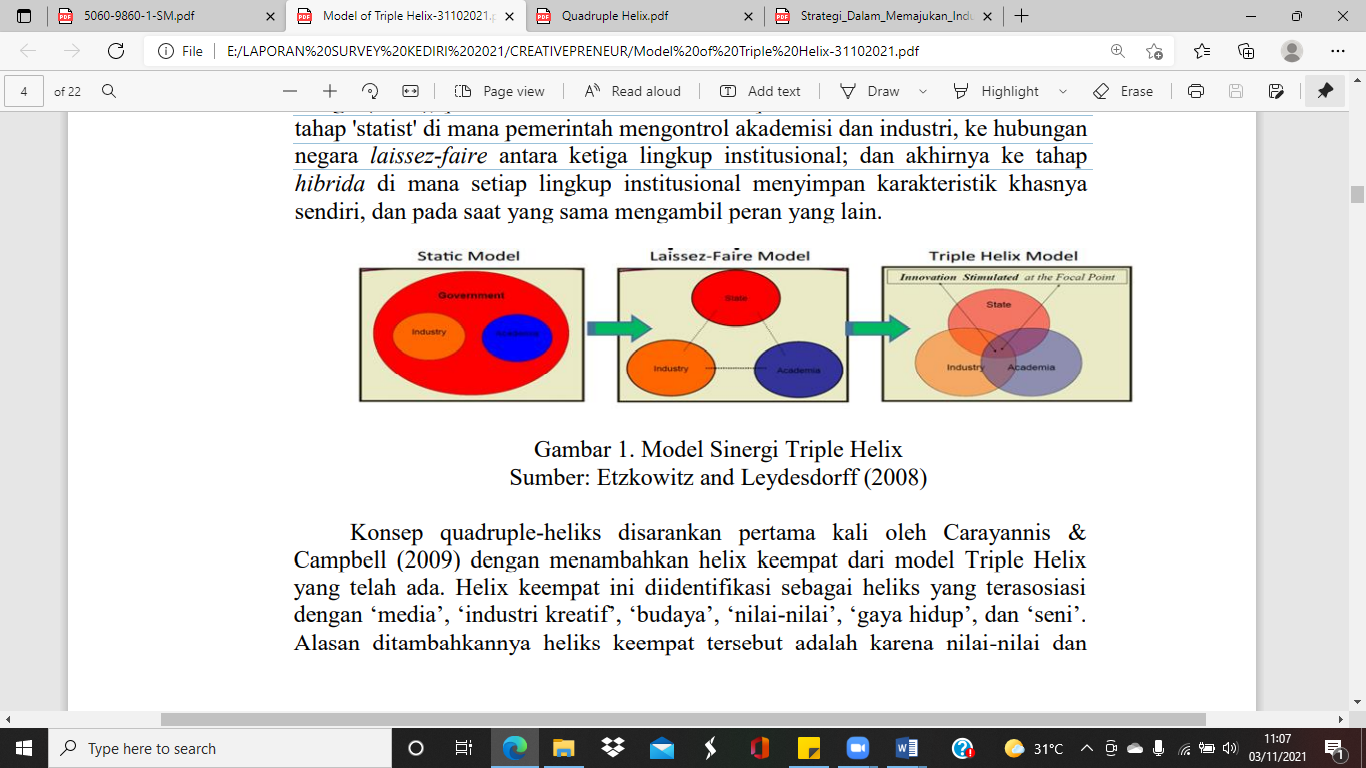 5060-9860-1-SM.pdf
Model of Triple Helix-31102021.p
Quadruple Helix.pdf
Strategi_Dalam_Memajukan_Indu
File
E:/LAPORAN%20SURVEY%20KEDIRI%202021/CREATIVEPRENEUR/Model%20of%20Triple%20Helix-31102021.pdf
4 of 22
Page view
Read aloud
Add text
Draw
Highlight
Erase
tahap 'statist' di mana pemerintah mengontrol akademisi dan industri, ke hubungan
negara laissez-faire antara ketiga lingkup institusional; dan akhirnya ke tahap
hibrida di mana setiap lingkup institusional menyimpan karakteristik khasnya
sendiri, dan pada saat yang sama mengambil peran yang lain.
Static Model
Government
Industry
Academia
Laissez-Faire Model
State
Industry
Academia
Triple Helix Model
Innovation Stimulated at the Focal Point
State
Industry
Academia
Gambar 1. Model Sinergi Triple Helix
Sumber: Etzkowitz and Leydesdorff (2008)
Konsep quadruple-heliks disarankan pertama kali oleh Carayannis &
Campbell (2009) dengan menambahkan helix keempat dari model Triple Helix
yang telah ada. Helix keempat ini diidentifikasi sebagai heliks yang terasosiasi
dengan ‘media’, ‘industri kreatif’, ‘budaya’, ‘nilai-nilai’, ‘gaya hidup’, dan ‘seni’.
Alasan ditambahkannya heliks keempat tersebut adalah karena nilai-nilai dan
Type here to search
31°C
11:07
03/11/2021
1